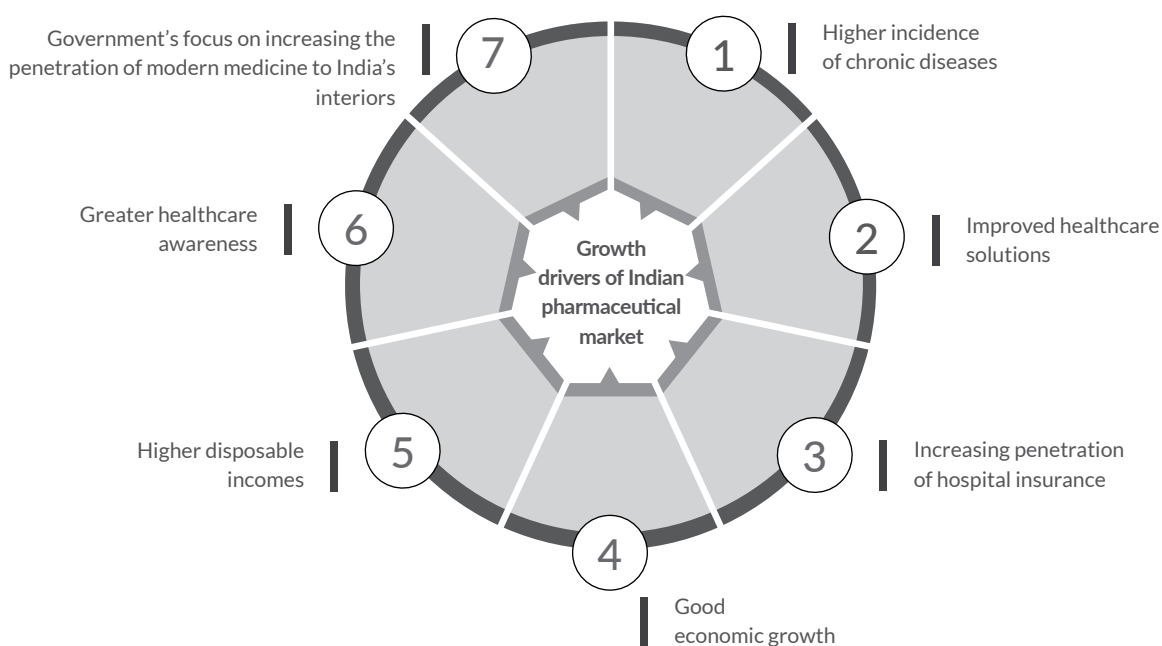 Growth
drivers of Indian
pharmaceutical
market
1
Higher incidence
of chronic diseases
2
Improved healthcare
solutions
3
Increasing penetration
of hospital insurance
4
Good
economic growth
5
Higher disposable
incomes
6
Greater healthcare
awareness
7
Government’s focus on increasing the
penetration of modern medicine to India’s
interiors